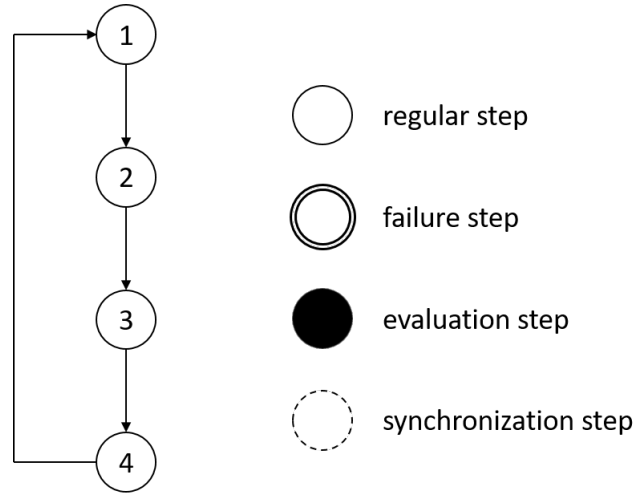 1
2
3
4
regular step
failure step
evaluation step
synchronization step